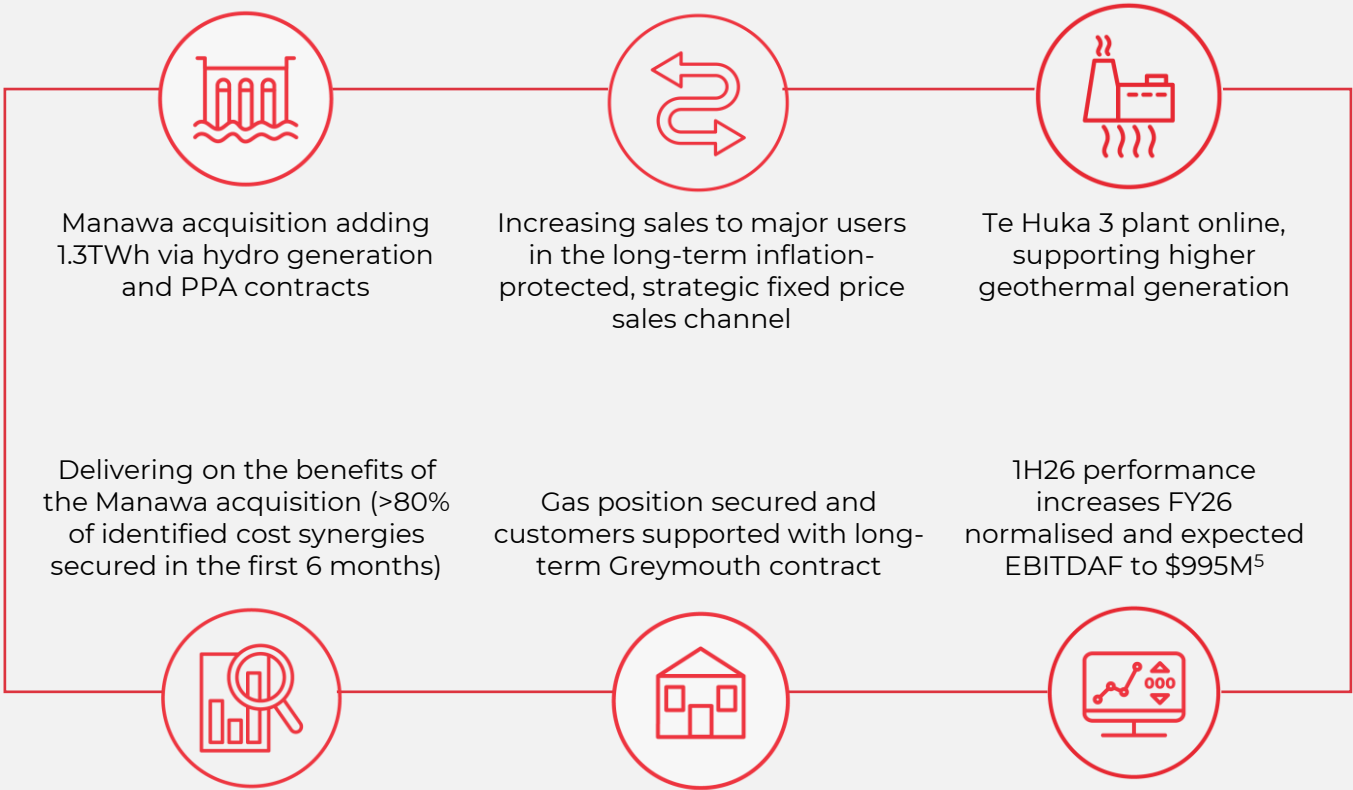 Manawa acquisition adding
1.3TWh via hydro generation
and PPA contracts
Increasing sales to major users
in the long-term inflation-
protected, strategic fixed price
sales channel
Te Huka 3 plant online,
supporting higher
geothermal generation
Delivering on the benefits of
the Manawa acquisition (>80%
of identified cost synergies
secured in the first 6 months)
Gas position secured and
customers supported with long-
term Greymouth contract
1H26 performance
increases FY26
normalised and expected
EBITDAF to $995M⁵
000